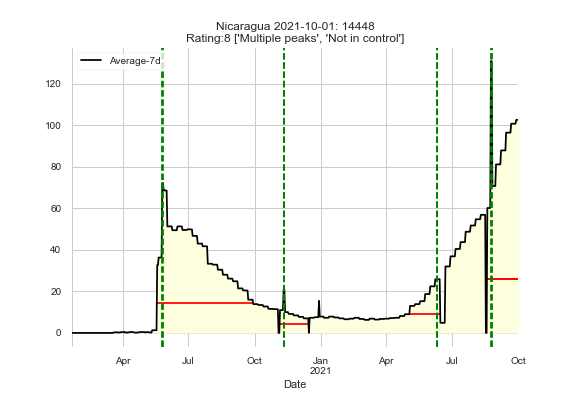 Nicaragua 2021-10-01: 14448
Rating:8 ['Multiple peaks', 'Not in control']
Average-7d
120
100
80
60
40
20
0
Apr Jul Oct Jan Apr Jul Oct
2021
Date